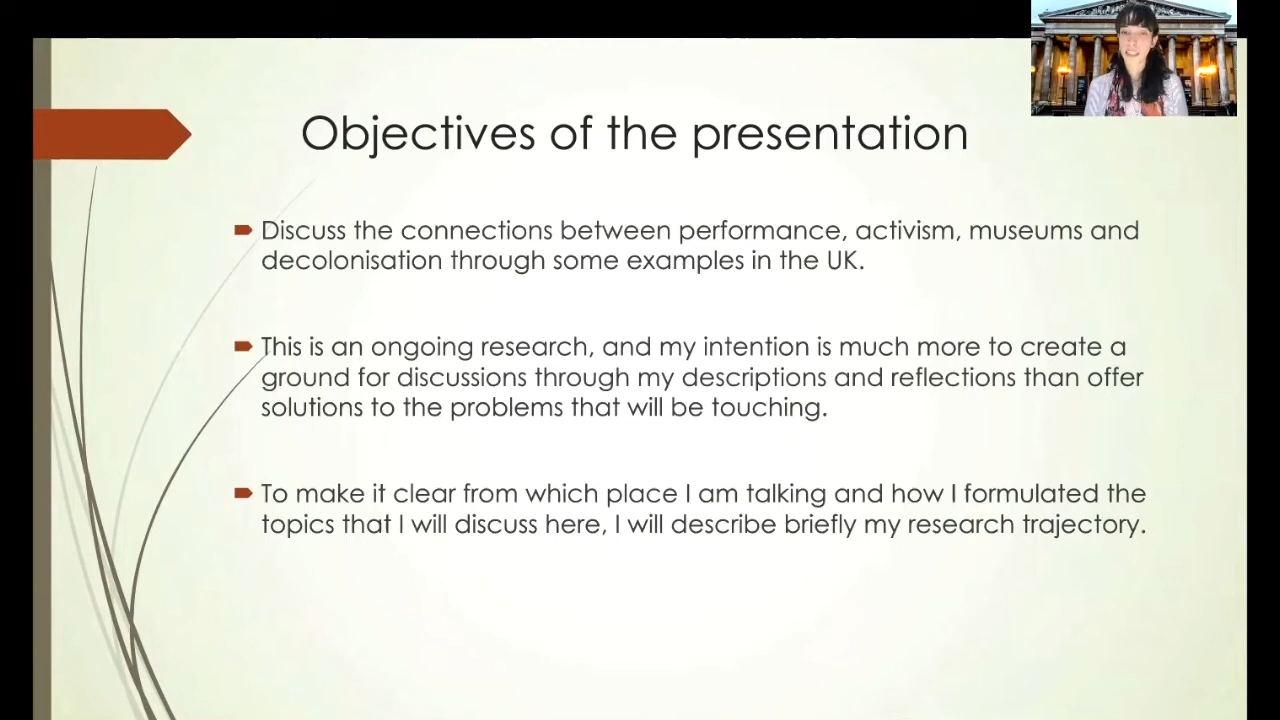 Objectives of the presentation
Discuss the connections between performance, activism, museums and
decolonisation through some examples in the UK.
This is an ongoing research, and my intention is much more to create a
ground for discussions through my descriptions and reflections than offer
solutions to the problems that will be touching.
To make it clear from which place I am talking and how I formulated the
topics that I will discuss here, I will describe briefly my research trajectory.